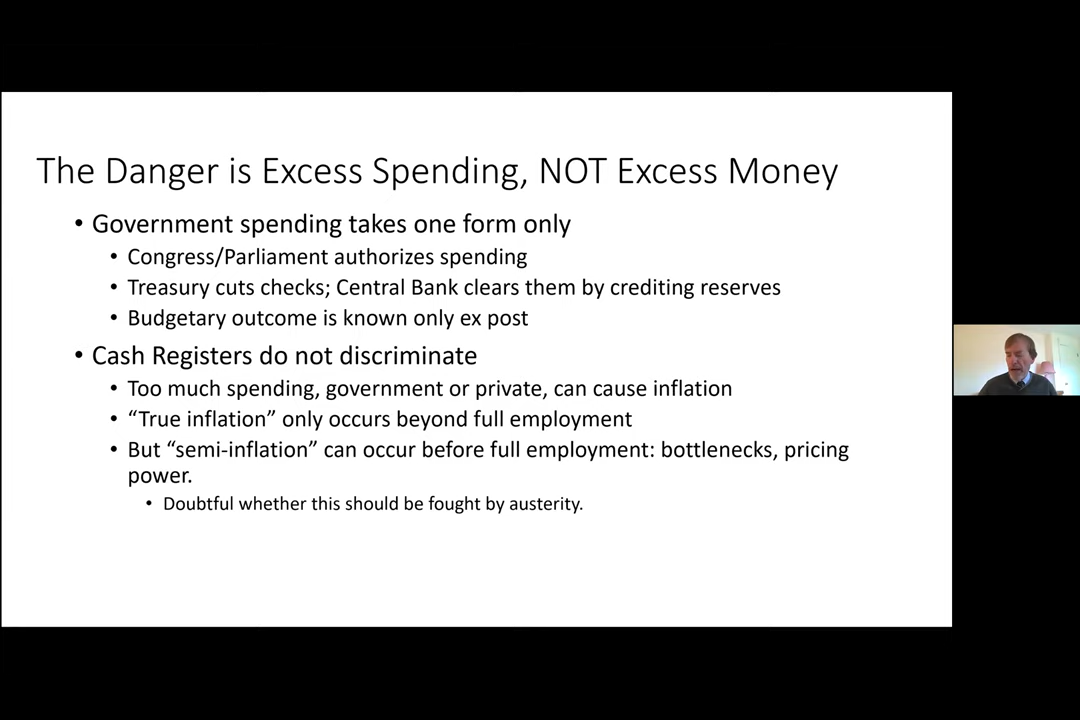 The Danger is Excess Spending, NOT Excess Money
• Government spending takes one form only
• Congress/Parliament authorizes spending
• Treasury cuts checks; Central Bank clears them by crediting reserves
• Budgetary outcome is known only ex post
• Cash Registers do not discriminate
• Too much spending, government or private, can cause inflation
• “True inflation” only occurs beyond full employment
• But “semi-inflation” can occur before full employment: bottlenecks, pricing
power.
• Doubtful whether this should be fought by austerity.